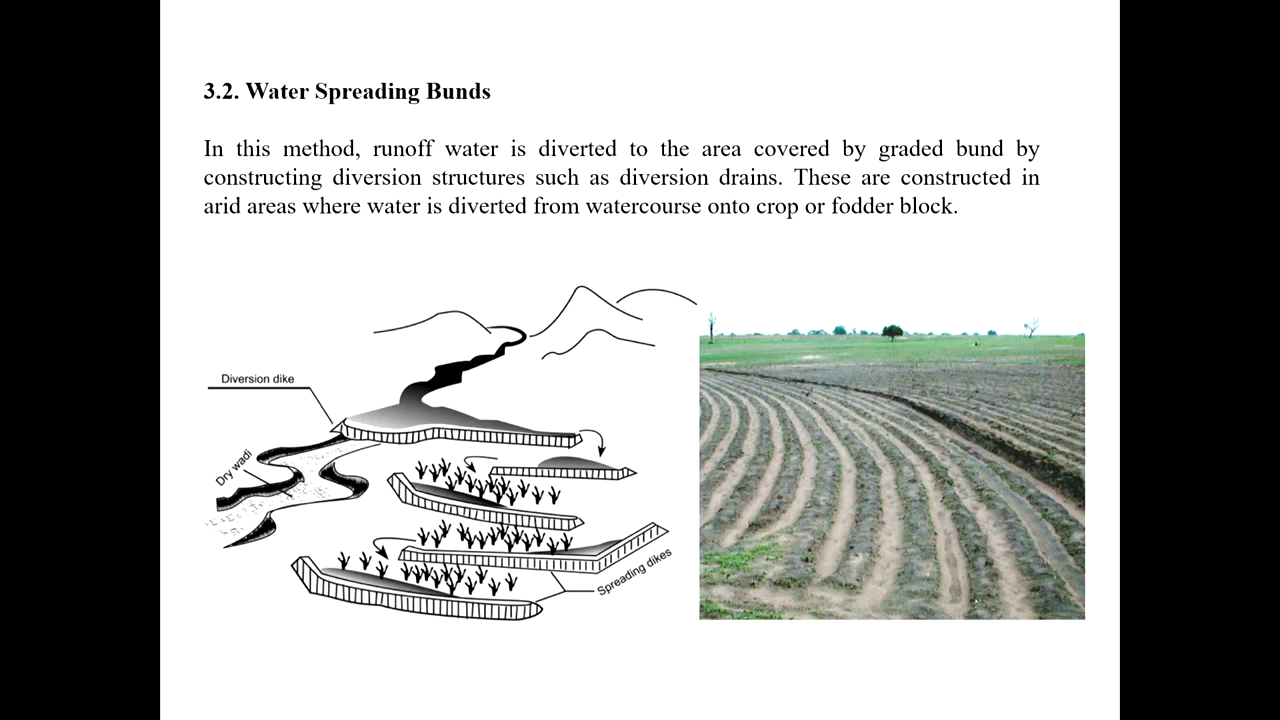 3.2. Water Spreading Bunds
In this method, runoff water is diverted to the area covered by graded bund by
constructing diversion structures such as diversion drains. These are constructed in
arid areas where water is diverted from watercourse onto crop or fodder block.
Diversion dike
Dry wadi
Spreading dikes